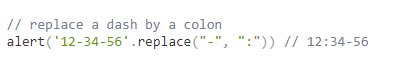 // replace a dash by a colon
alert('12-34-56'.replace("-", ":")) // 12:34-56